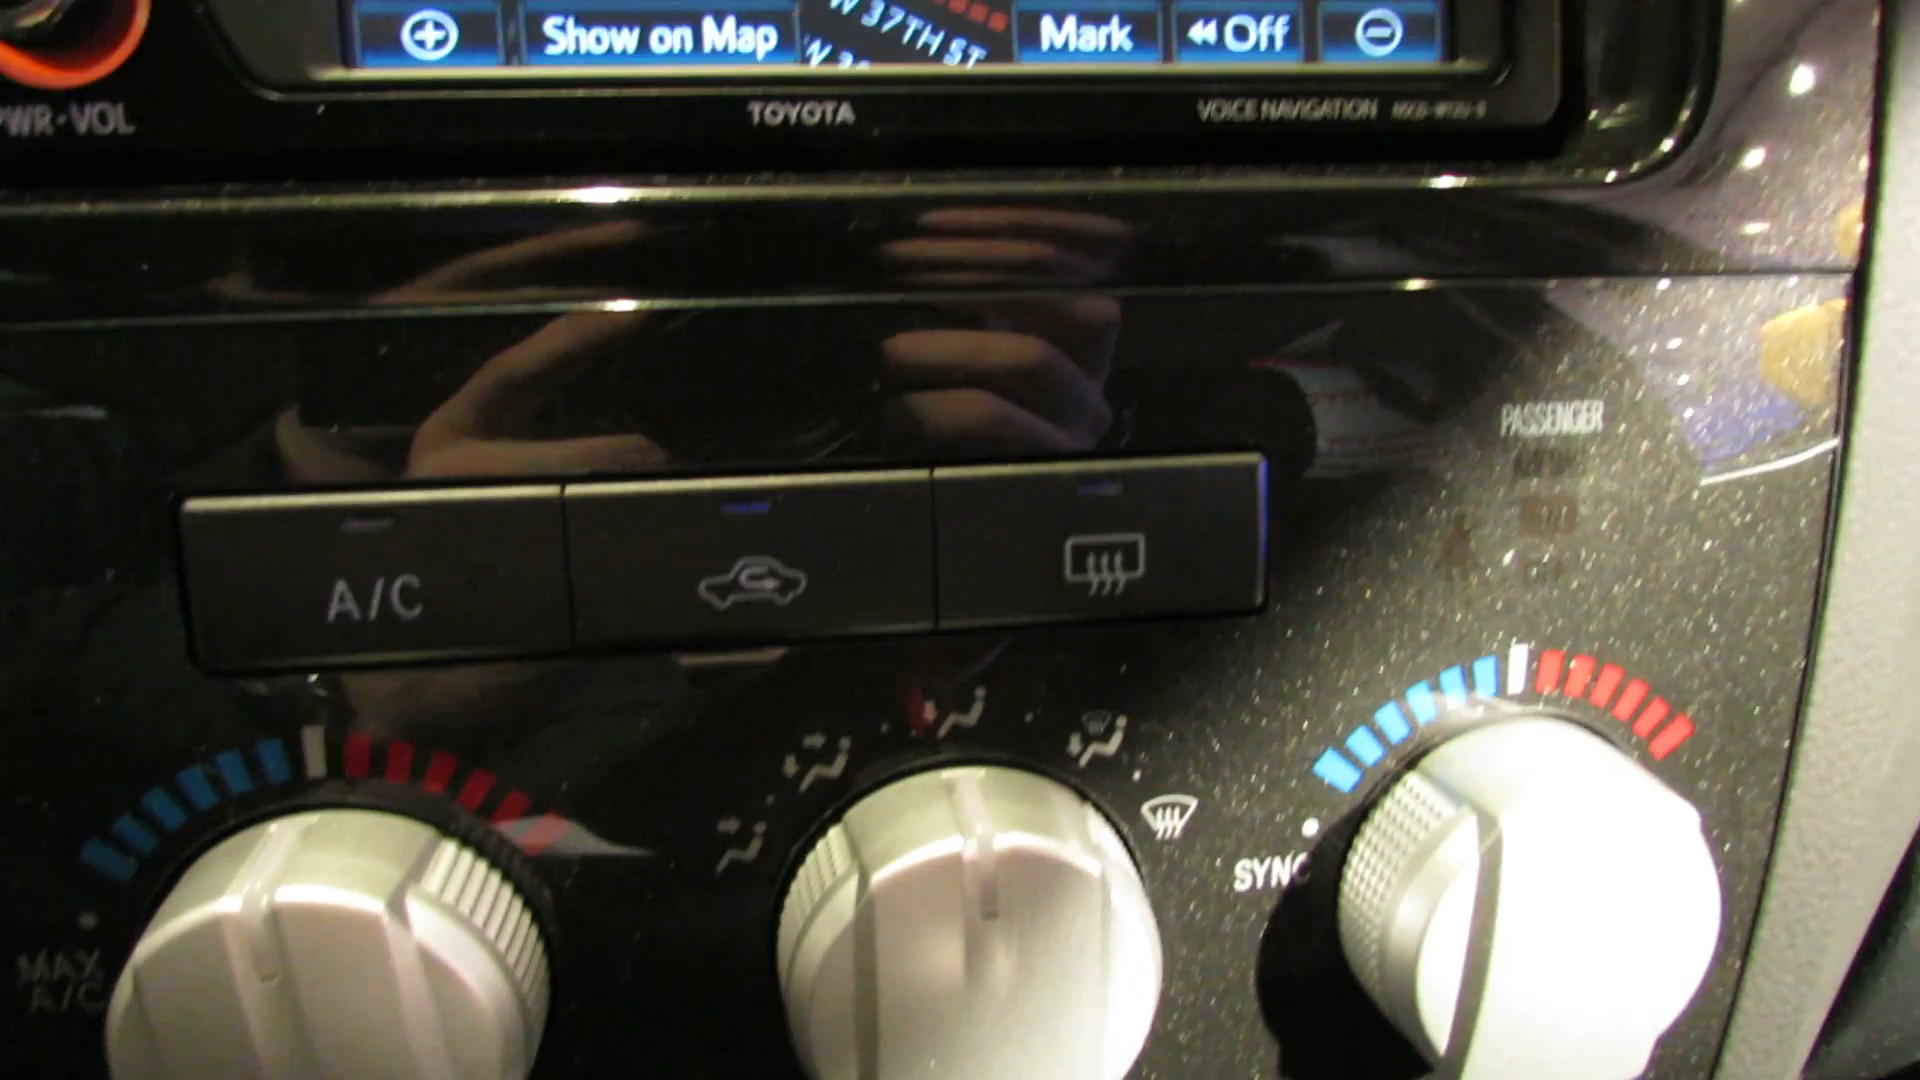 Show on Map
W 37TH ST
Mark
Off
PWR·VOL
TOYOTA
VOICE NAVIGATION
PASSENGER
A/C
SYNC
MAX
A/C